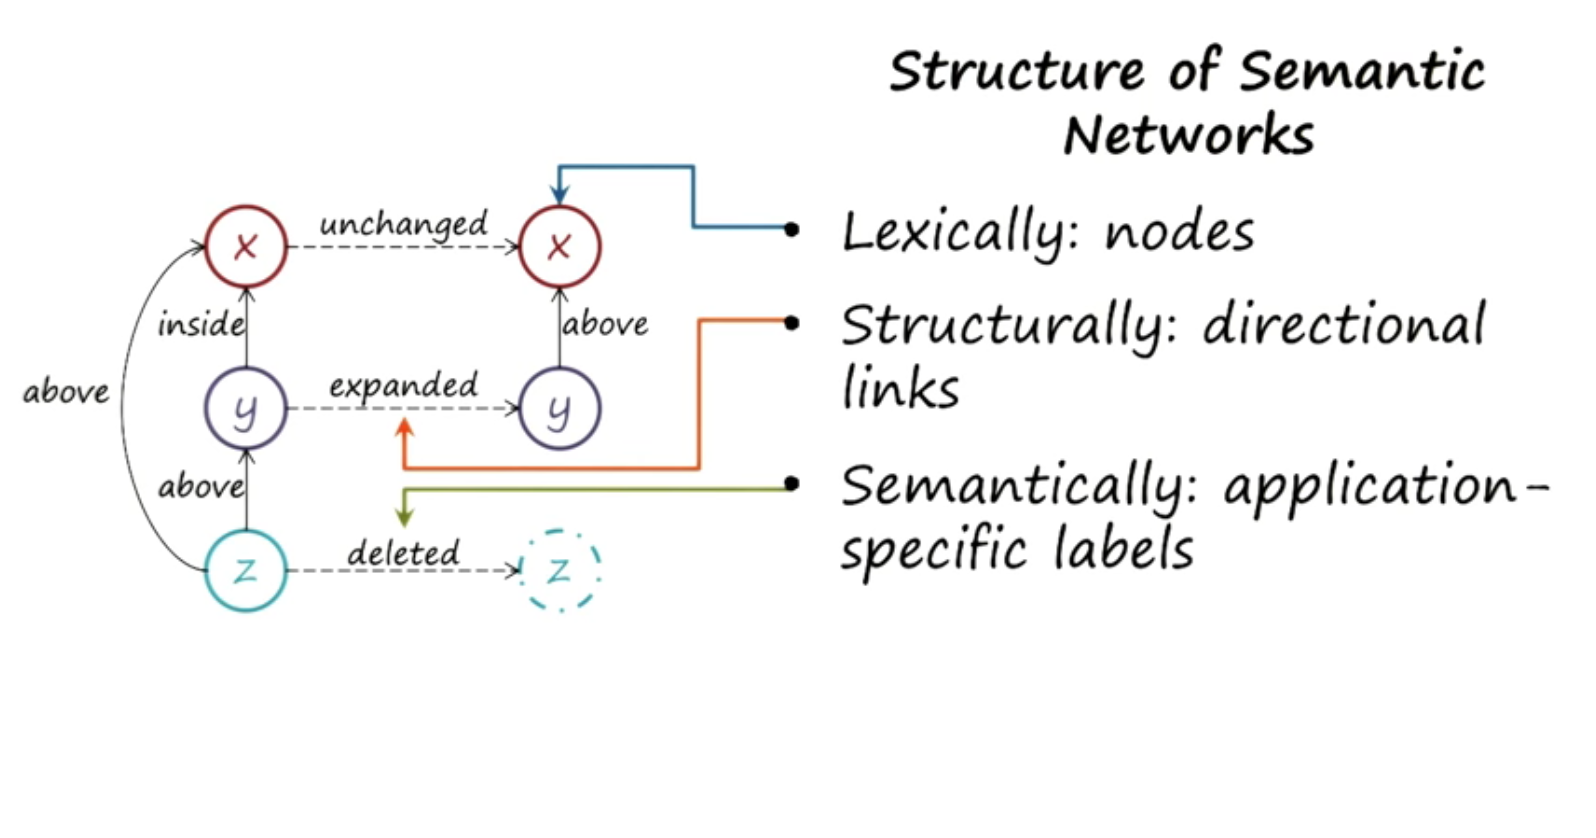 Structure of Semantic
Networks
x
unchanged
x
Lexically: nodes
inside
above
Structurally: directional
links
above
y
expanded
y
above
Semantically: application-
specific labels
z
deleted
z